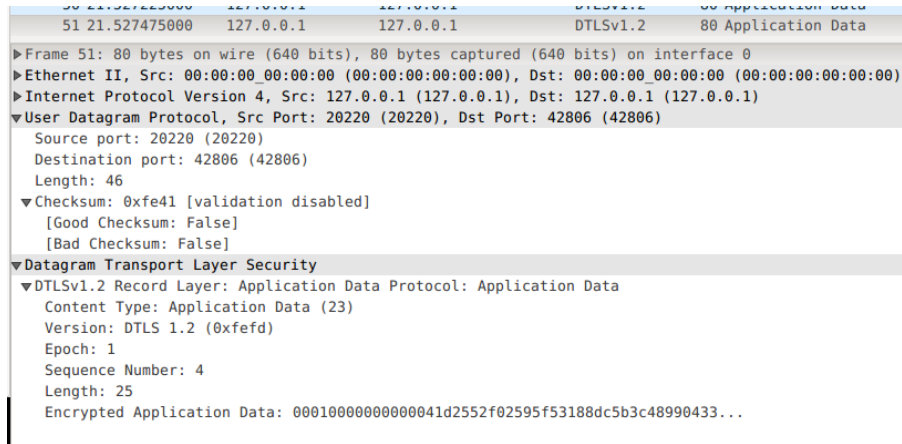 51 21.527475000 127.0.0.1 127.0.0.1 DTLSv1.2 80 Application Data
Frame 51: 80 bytes on wire (640 bits), 80 bytes captured (640 bits) on interface 0
Ethernet II, Src: 00:00:00_00:00:00 (00:00:00:00:00:00), Dst: 00:00:00_00:00:00 (00:00:00:00:00:00)
Internet Protocol Version 4, Src: 127.0.0.1 (127.0.0.1), Dst: 127.0.0.1 (127.0.0.1)
User Datagram Protocol, Src Port: 20220 (20220), Dst Port: 42806 (42806)
Source port: 20220 (20220)
Destination port: 42806 (42806)
Length: 46
Checksum: 0xfe41 [validation disabled]
[Good Checksum: False]
[Bad Checksum: False]
Datagram Transport Layer Security
DTLSv1.2 Record Layer: Application Data Protocol: Application Data
Content Type: Application Data (23)
Version: DTLS 1.2 (0xfefd)
Epoch: 1
Sequence Number: 4
Length: 25
Encrypted Application Data: 00010000000000041d2552f02595f53188dc5b3c48990433...